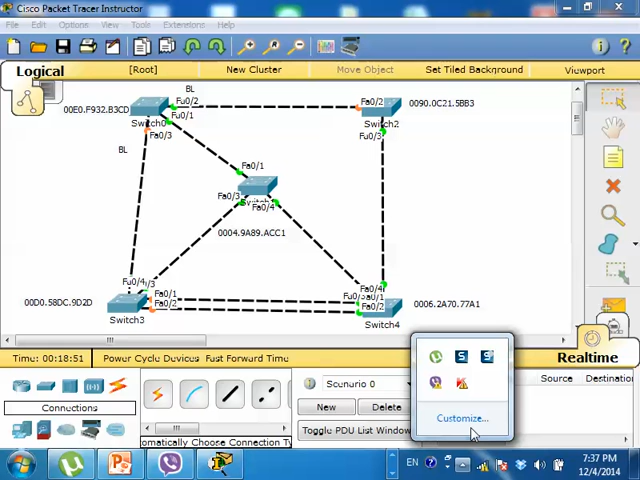 Cisco Packet Tracer Instructor
File Edit Options View Tools Extensions Help
Logical [Root] New Cluster Move Object Set Tiled Background Viewport
BL
00E0.F932.B3CD Fa0/2 Fa0/2 0090.0C21.5BB3
Switch0 Fa0/1 Switch2
Fa0/3 Fa0/3
BL Fa0/1
Fa0/3
Fa0/4
0004.9A89.ACC1
Fa0/4 Fa0/4
00D0.58DC.9D2D Fa0/1 0006.2A70.77A1
Fa0/2 Fa0/2
Switch3 Switch4
Time: 00:18:51 Power Cycle Devices Fast Forward Time Realtime
Scenario 0 Source Destination
Connections New Delete
Toggle PDU List Window
Automatically Choose Connection
Customize...
EN 7:37 PM
12/4/2014